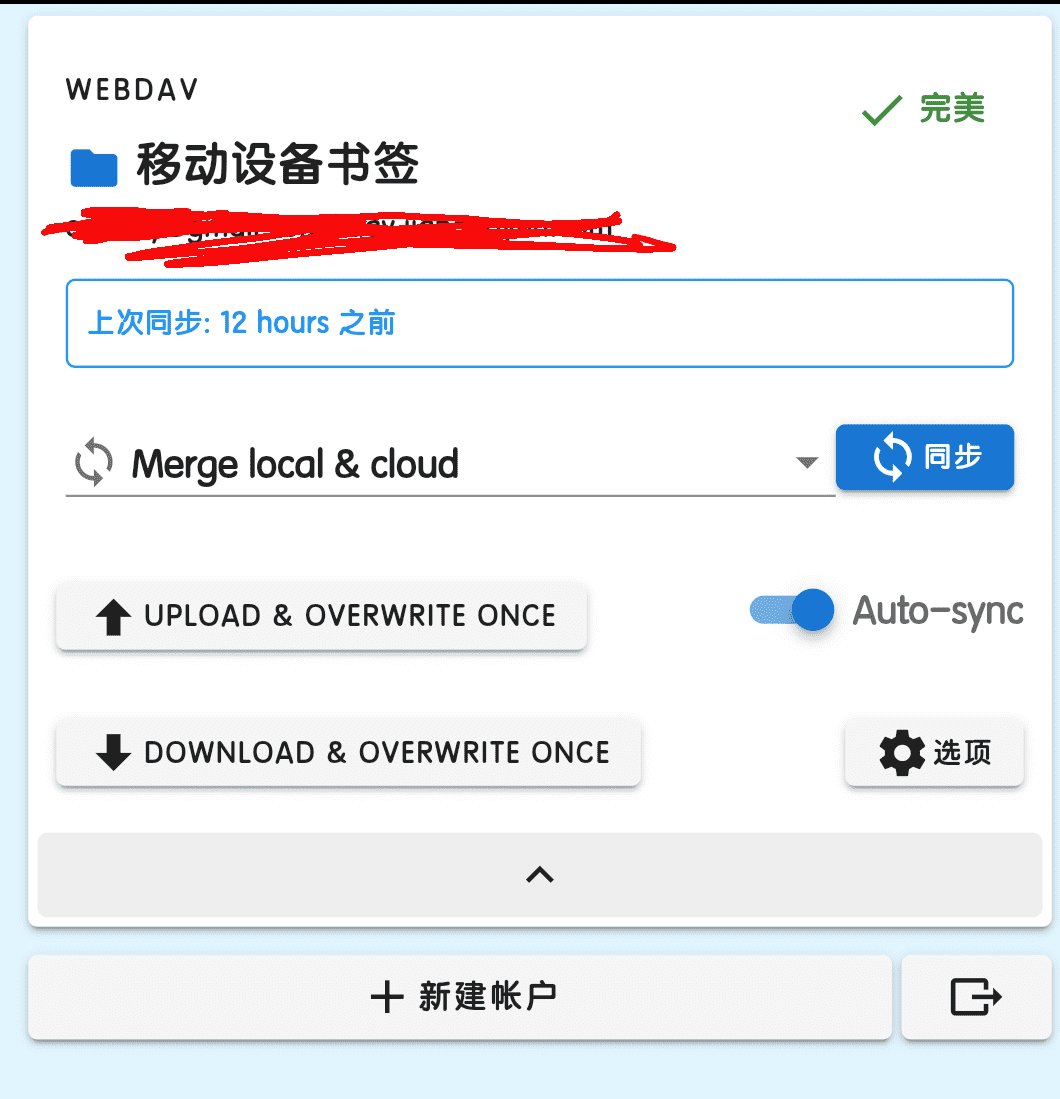 WEBDAV
完美
移动设备书签
上次同步: 12 hours 之前
Merge local & cloud
同步
UPLOAD & OVERWRITE ONCE
Auto-sync
DOWNLOAD & OVERWRITE ONCE
选项
新建帐户